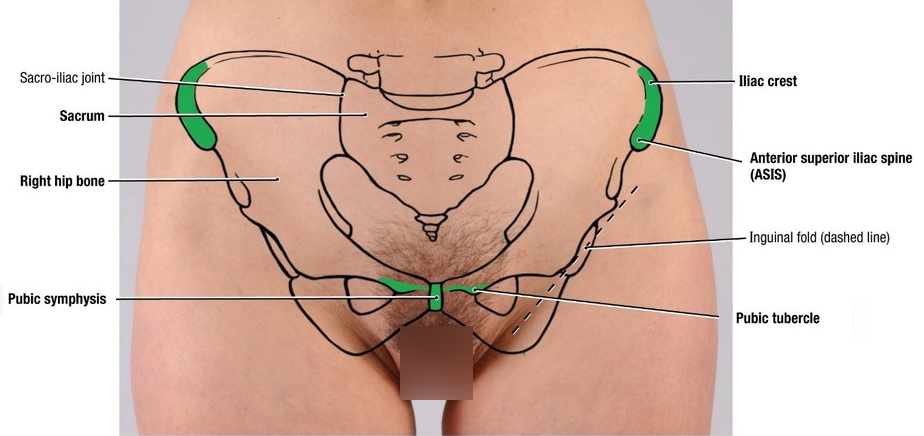 Sacro-iliac joint
Sacrum
Right hip bone
Pubic symphysis
Iliac crest
Anterior superior iliac spine
(ASIS)
Inguinal fold (dashed line)
Pubic tubercle